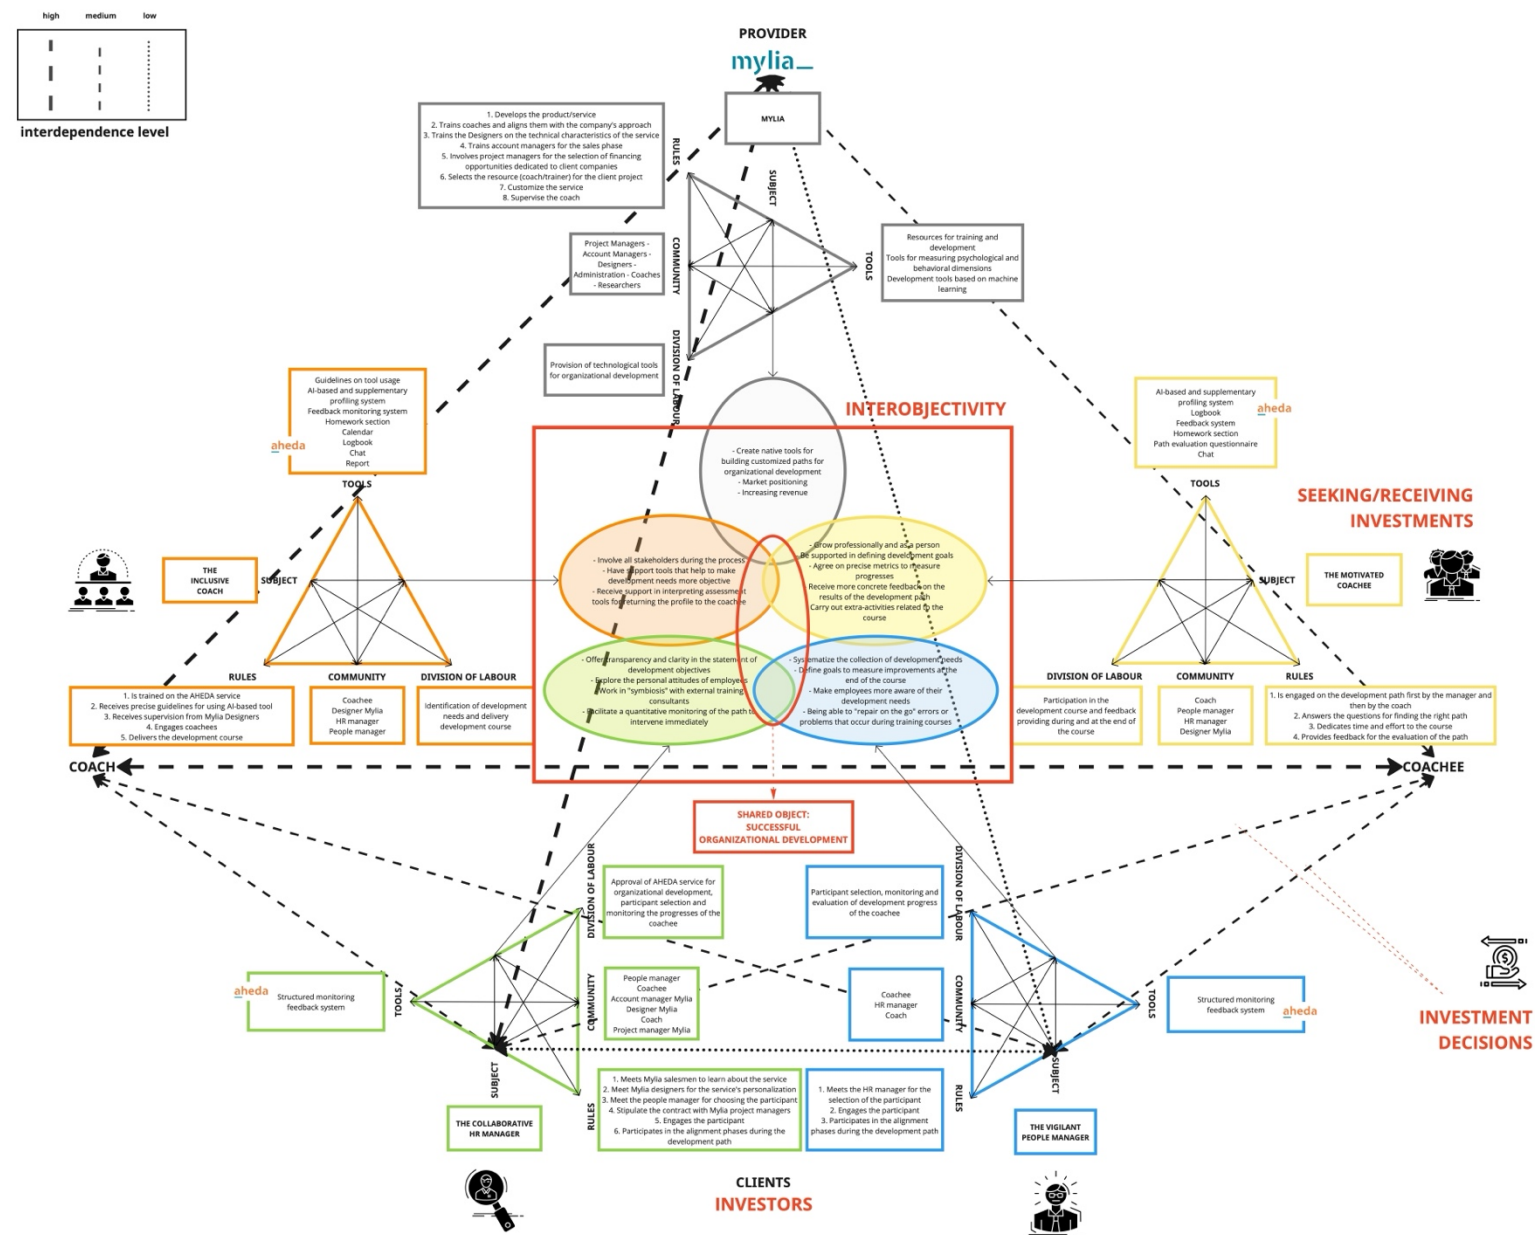 high medium low
interdependence level
PROVIDER
mylia_
MYLIA
1. Develops the product/service
2. Trains coaches and aligns them with the company's approach
3. Trains the Designers on the technical characteristics of the service
4. Trains account managers for the sales phase
5. Involves project managers for the selection of financing
opportunities dedicated to client companies
6. Selects the resource (coach/trainer) for the client project
7. Customize the service
8. Supervise the coach
RULES
SUBJECT
Project Managers -
Account Managers -
Designers -
Administration - Coaches
- Researchers
COMMUNITY
TOOLS
Resources for training and
development
Tools for measuring psychological and
behavioral dimensions
Development tools based on machine
learning
Provision of technological tools
for organizational development
DIVISION OF LABOUR
Guidelines on tool usage
AI-based and supplementary
profiling system
Feedback monitoring system
Homework section
Calendar
Logbook
Chat
Report
aheda
TOOLS
THE
INCLUSIVE
COACH
SUBJECT
RULES
COMMUNITY
DIVISION OF LABOUR
1. Is trained on the AHEDA service
2. Receives precise guidelines for using AI-based tool
3. Receives supervision from Mylia Designers
4. Engages coachees
5. Delivers the development course
Coachee
Designer Mylia
HR manager
People manager
Identification of development
needs and delivery
development course
COACH
INTEROBJECTIVITY
- Create native tools for
building customized paths for
organizational development
- Market positioning
- Increasing revenue
- Involve all stakeholders during the process
- Have support tools that help to make
development needs more objective
- Receive support in interpreting assessment
tools for returning the profile to the coachee
- Grow professionally and as a person
Be supported in defining development goals
- Agree on precise metrics to measure
progresses
Receive more concrete feedback on the
results of the development path
Carry out extra-activities related to the
course
- Offer transparency and clarity in the statement of
development objectives
- Explore the personal attitudes of employees
- Work in "symbiosis" with external training
consultants
- Facilitate a quantitative monitoring of the path to
intervene immediately
- Systematize the collection of development needs
- Define goals to measure improvements at the
end of the course
- Make employees more aware of their
development needs
- Being able to "repair on the go" errors or
problems that occur during training courses
SHARED OBJECT:
SUCCESSFUL
ORGANIZATIONAL DEVELOPMENT
AI-based and supplementary
profiling system
Logbook
Feedback system
Homework section
Path evaluation questionnaire
Chat
aheda
TOOLS
SEEKING/RECEIVING
INVESTMENTS
SUBJECT
THE MOTIVATED
COACHEE
DIVISION OF LABOUR
COMMUNITY
RULES
Participation in the
development course and feedback
providing during and at the end of
the course
Coach
People manager
HR manager
Designer Mylia
1. Is engaged on the development path first by the manager and
then by the coach
2. Answers the questions for finding the right path
3. Dedicates time and effort to the course
4. Provides feedback for the evaluation of the path
COACHEE
DIVISION OF LABOUR
Approval of AHEDA service for
organizational development,
participant selection and
monitoring the progresses of the
coachee
aheda
Structured monitoring
feedback system
TOOLS
COMMUNITY
People manager
Coachee
Account manager Mylia
Designer Mylia
Coach
Project manager Mylia
SUBJECT
RULES
1. Meets Mylia salesmen to learn about the service
2. Meet Mylia designers for the service's personalization
3. Meet the people manager for choosing the participant
4. Stipulate the contract with Mylia project managers
5. Engages the participant
6. Participates in the alignment phases during the
development path
THE COLLABORATIVE
HR MANAGER
Participant selection, monitoring and
evaluation of development progress
of the coachee
DIVISION OF LABOUR
Coachee
HR manager
Coach
COMMUNITY
TOOLS
Structured monitoring
feedback system
aheda
SUBJECT
RULES
1. Meets the HR manager for the
selection of the participant
2. Engages the participant
3. Participates in the alignment
phases during the development path
THE VIGILANT
PEOPLE MANAGER
INVESTMENT
DECISIONS
CLIENTS
INVESTORS